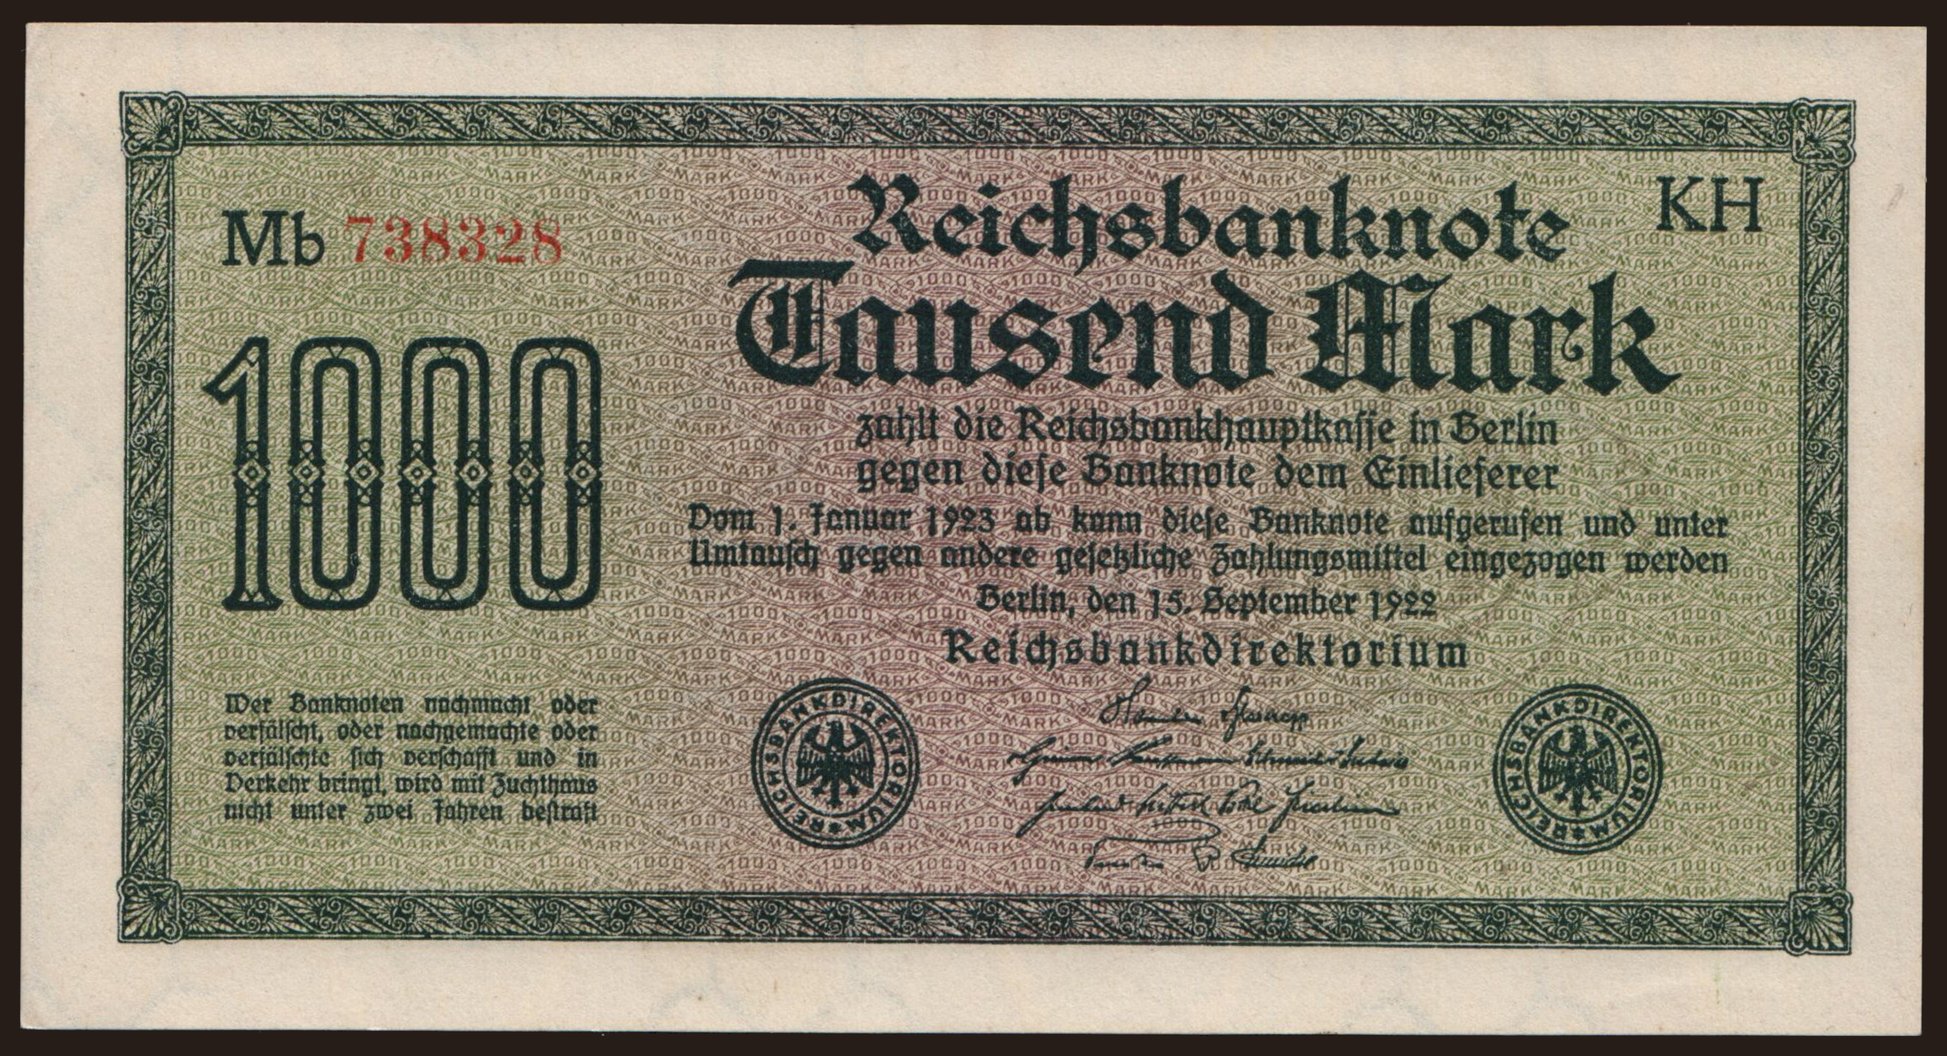 Mb 738328
KH
Reichsbanknote
Tausend Mark
1000
zahlt die Reichsbankhauptkasse in Berlin
gegen diese Banknote dem Einlieferer
Vom 1. Januar 1923 ab kann diese Banknote aufgerufen und unter
Umtausch gegen andere gesetzliche Zahlungsmittel eingezogen werden
Berlin, den 15. September 1922
Reichsbankdirektorium
Wer Banknoten nachmacht oder
verfälscht, oder nachgemachte oder
verfälschte sich verschafft und in
Verkehr bringt, wird mit Zuchthaus
nicht unter zwei Jahren bestraft
REICHSBANKDIREKTORIUM
REICHSBANKDIREKTORIUM